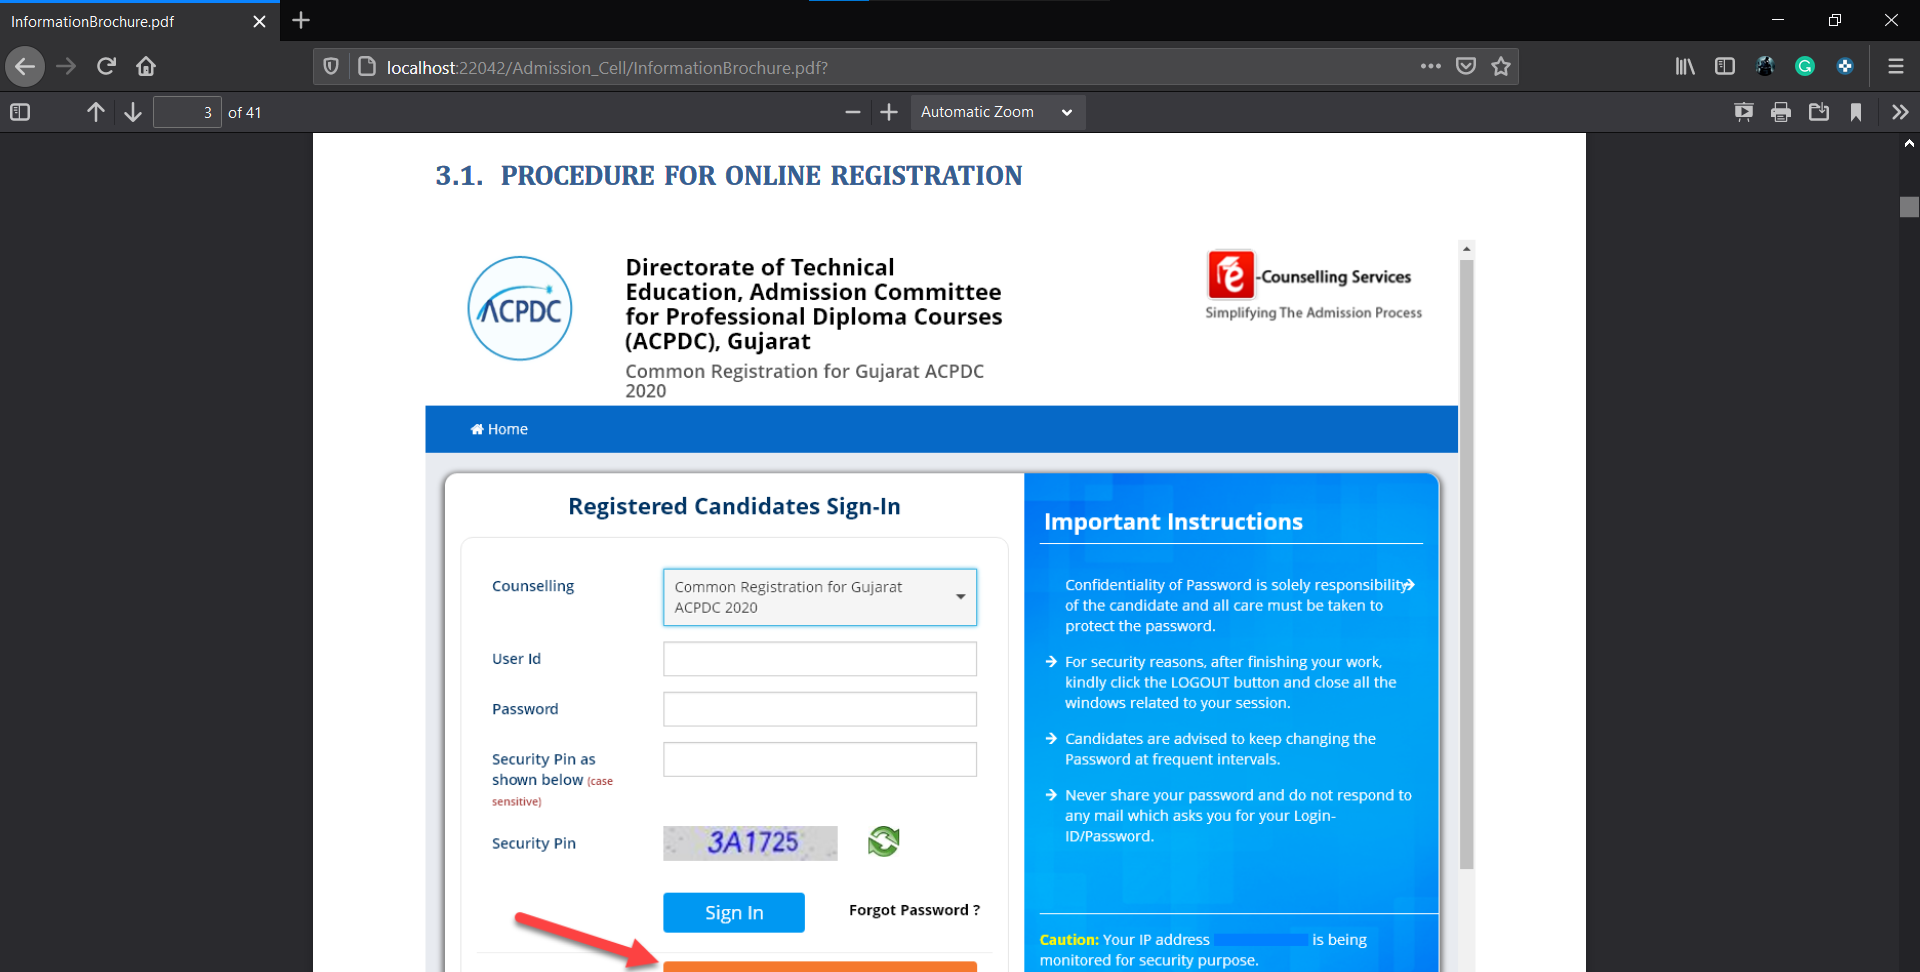 InformationBrochure.pdf
localhost:22042/Admission_Cell/InformationBrochure.pdf?
3 of 41
Automatic Zoom
3.1. PROCEDURE FOR ONLINE REGISTRATION
ACPDC
Directorate of Technical
Education, Admission Committee
for Professional Diploma Courses
(ACPDC), Gujarat
Common Registration for Gujarat ACPDC
2020
e-Counselling Services
Simplifying The Admission Process
Home
Registered Candidates Sign-In
Counselling
Common Registration for Gujarat
ACPDC 2020
User Id
Password
Security Pin as
shown below (case
sensitive)
Security Pin
3A1725
Sign In
Forgot Password ?
Important Instructions
Confidentiality of Password is solely responsibility
of the candidate and all care must be taken to
protect the password.
For security reasons, after finishing your work,
kindly click the LOGOUT button and close all the
windows related to your session.
Candidates are advised to keep changing the
Password at frequent intervals.
Never share your password and do not respond to
any mail which asks you for your Login-
ID/Password.
Caution: Your IP address is being
monitored for security purpose.